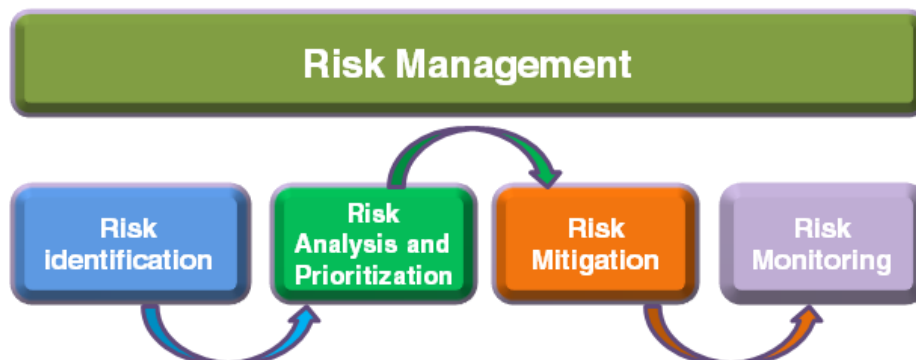 Risk Management
Risk
identification
Risk
Analysis and
Prioritization
Risk
Mitigation
Risk
Monitoring